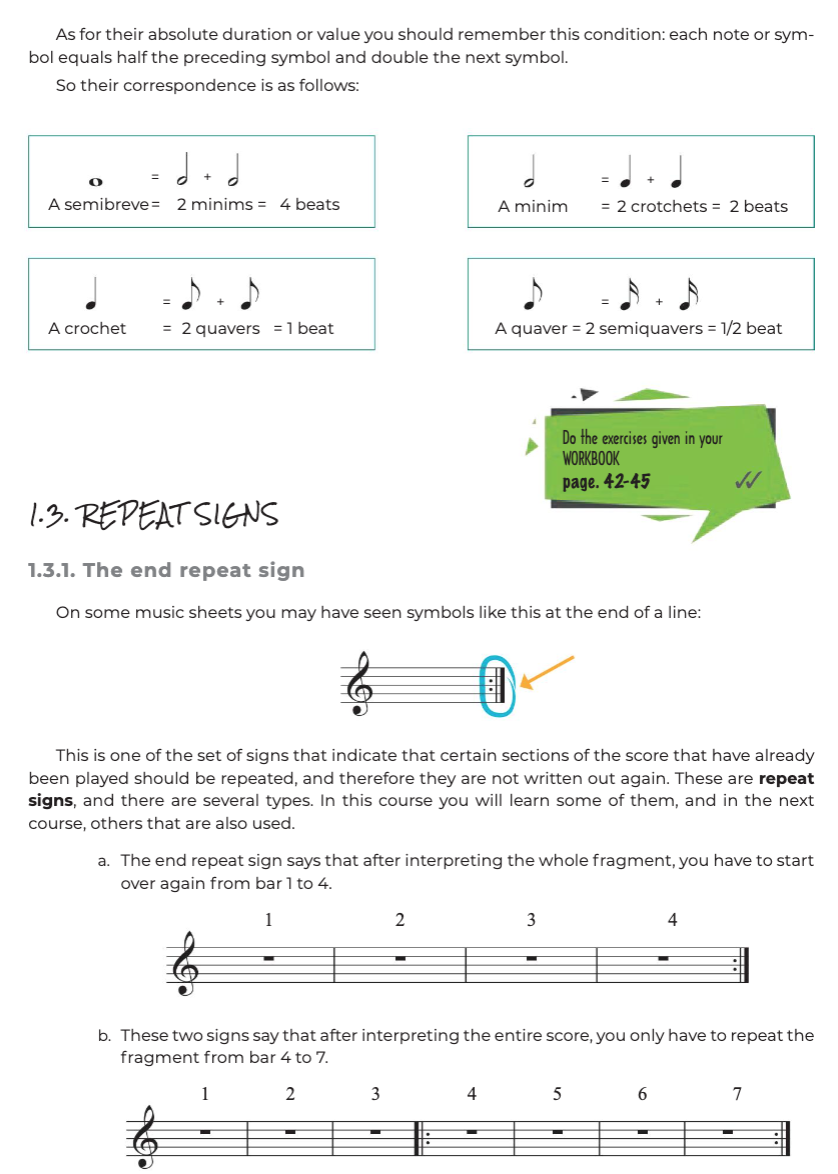 As for their absolute duration or value you should remember this condition: each note or sym-
bol equals half the preceding symbol and double the next symbol.
So their correspondence is as follows:
= +
A semibreve = 2 minims = 4 beats
= +
A minim = 2 crotchets = 2 beats
= +
A crochet = 2 quavers = 1 beat
= +
A quaver = 2 semiquavers = 1/2 beat
Do the exercises given in your
WORKBOOK
page. 42-45
1.3. REPEAT SIGNS
1.3.1. The end repeat sign
On some music sheets you may have seen symbols like this at the end of a line:
This is one of the set of signs that indicate that certain sections of the score that have already
been played should be repeated, and therefore they are not written out again. These are repeat
signs, and there are several types. In this course you will learn some of them, and in the next
course, others that are also used.
a. The end repeat sign says that after interpreting the whole fragment, you have to start
over again from bar 1 to 4.
1 2 3 4
b. These two signs say that after interpreting the entire score, you only have to repeat the
fragment from bar 4 to 7.
1 2 3 4 5 6 7